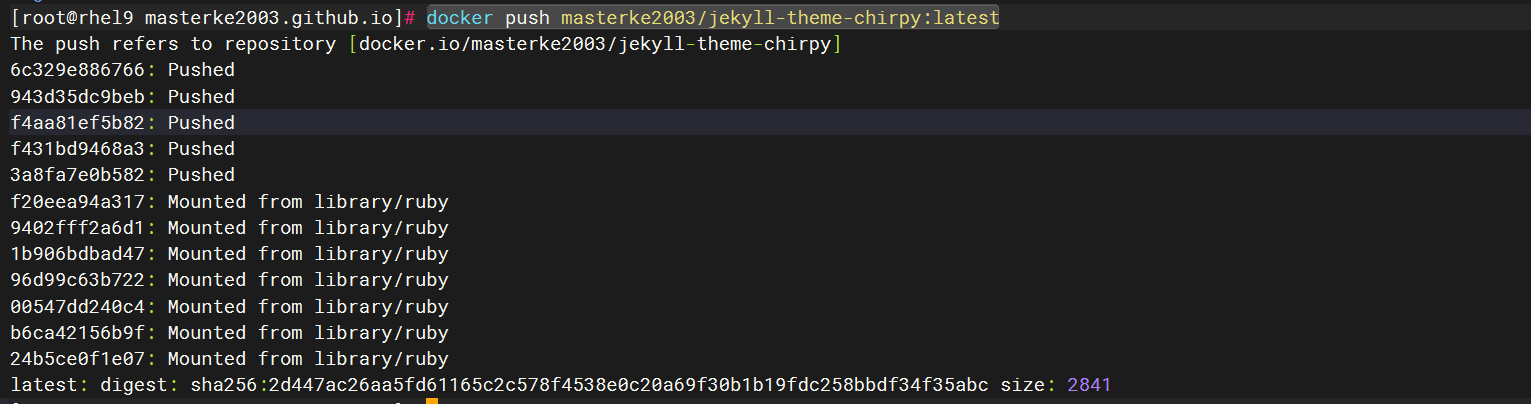 [root@rhel9 masterke2003.github.io]# docker push masterke2003/jekyll-theme-chirpy:latest
The push refers to repository [docker.io/masterke2003/jekyll-theme-chirpy]
6c329e886766: Pushed
943d35dc9beb: Pushed
f4aa81ef5b82: Pushed
f431bd9468a3: Pushed
3a8fa7e0b582: Pushed
f20eea94a317: Mounted from library/ruby
9402fff2a6d1: Mounted from library/ruby
1b906bdbad47: Mounted from library/ruby
96d99c63b722: Mounted from library/ruby
00547dd240c4: Mounted from library/ruby
b6ca42156b9f: Mounted from library/ruby
24b5ce0f1e07: Mounted from library/ruby
latest: digest: sha256:2d447ac26aa5fd61165c2c578f4538e0c20a69f30b1b19fdc258bbdf34f35abc size: 2841